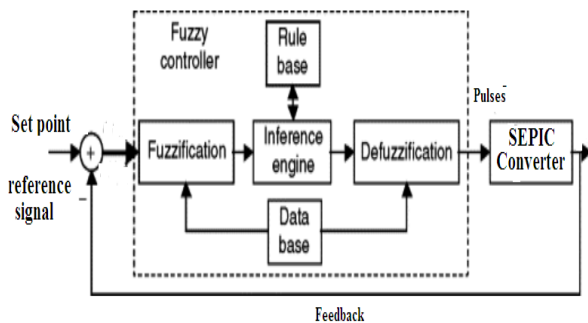 Fuzzy
controller
Rule
base
Pulses
Set point
+
Fuzzification
Inference
engine
Defuzzification
SEPIC
Converter
reference
signal
−
Data
base
Feedback